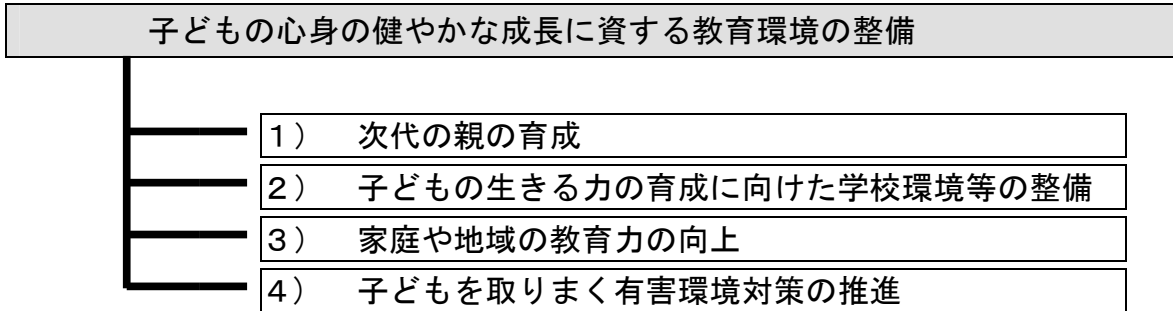 子どもの心身の健やかな成長に資する教育環境の整備
１） 次代の親の育成
２） 子どもの生きる力の育成に向けた学校環境等の整備
３） 家庭や地域の教育力の向上
４） 子どもを取りまく有害環境対策の推進